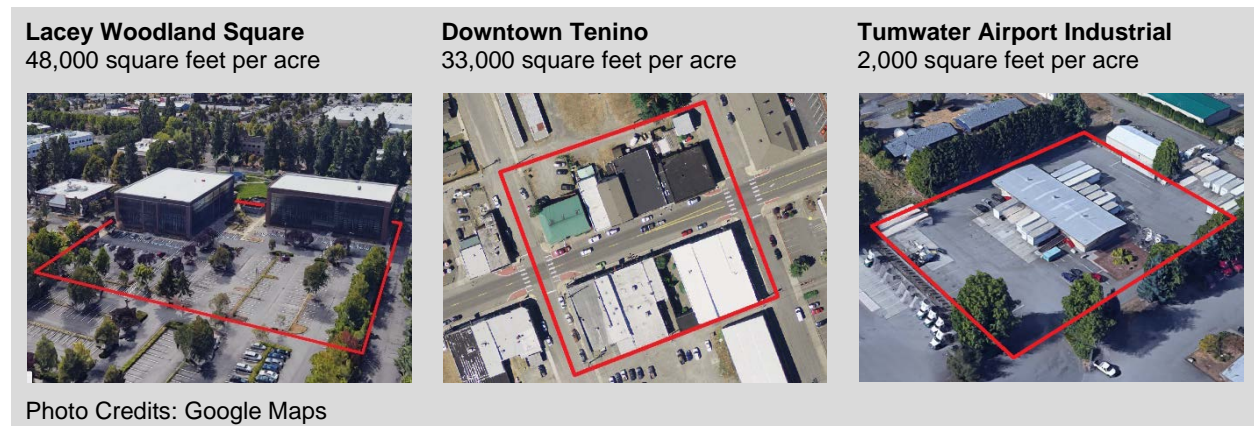 Lacey Woodland Square
48,000 square feet per acre
Downtown Tenino
33,000 square feet per acre
Tumwater Airport Industrial
2,000 square feet per acre
Photo Credits: Google Maps